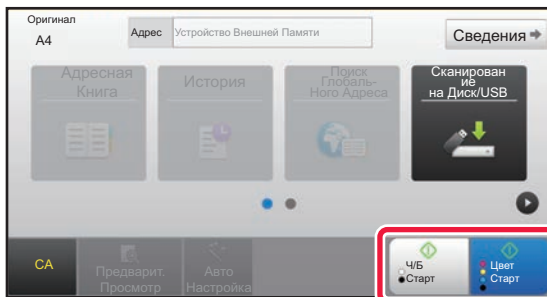 Оригинал
A4
Адрес
Устройство Внешней Памяти
Сведения
Адресная
Книга
История
Поиск
Глобаль-
Ного Адреса
Сканирован
ие
на Диск/USB
CA
Предварит.
Просмотр
Авто
Настройка
Ч/Б
Старт
Цвет
Старт